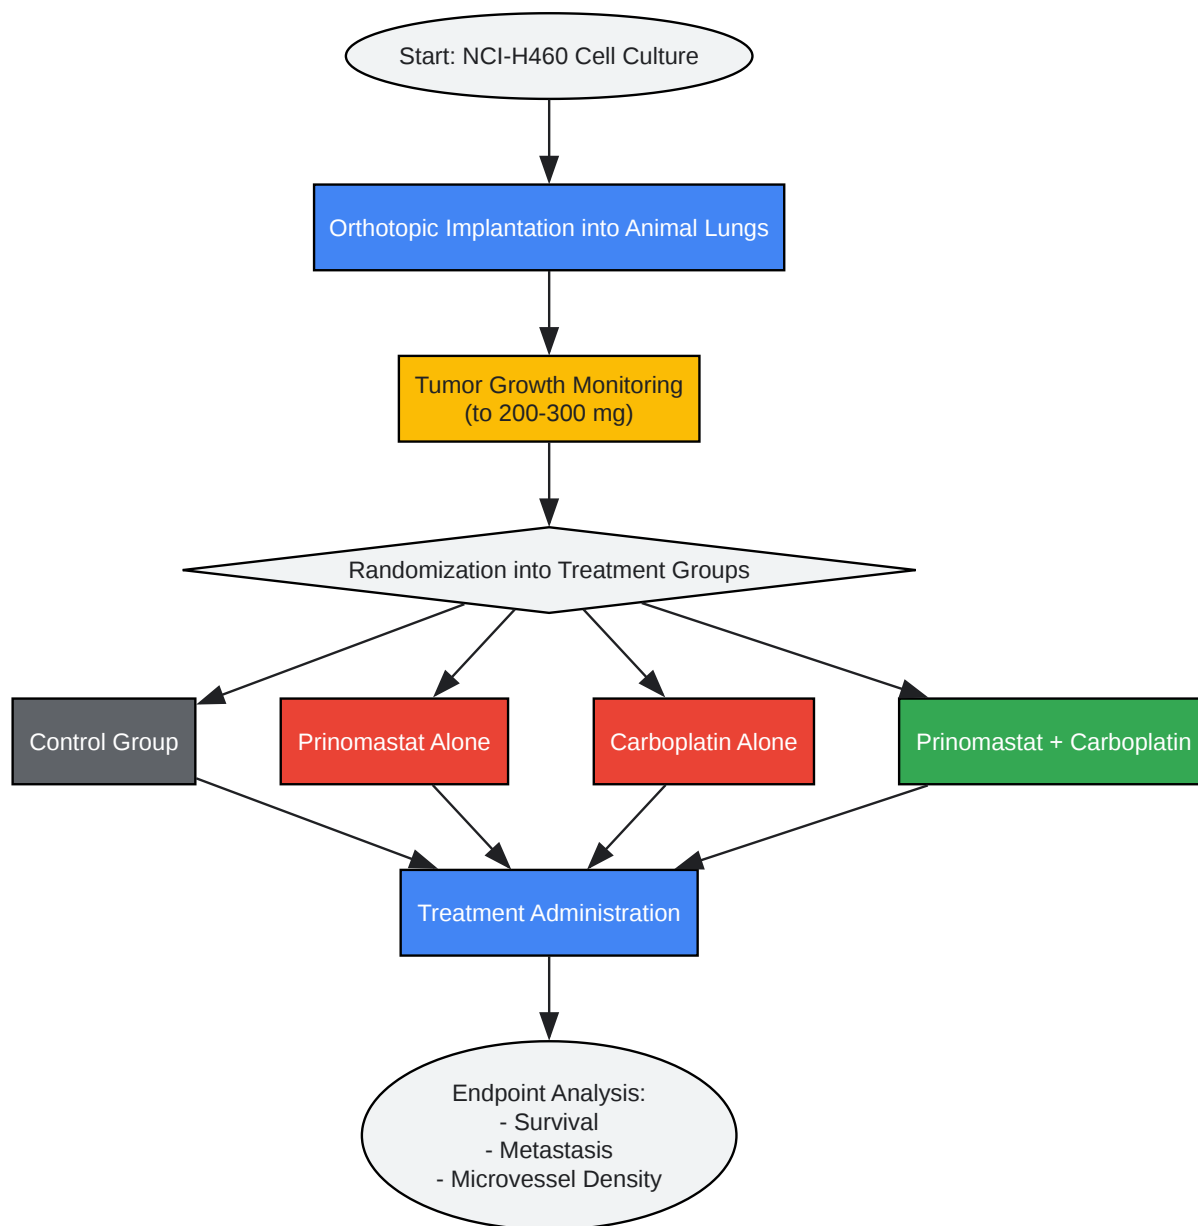 Start: NCI-H460 Cell Culture
Orthotopic Implantation into Animal Lungs
Tumor Growth Monitoring
(to 200-300 mg)
Randomization into Treatment Groups
Control Group
Prinomastat Alone
Carboplatin Alone
Prinomastat + Carboplatin
Treatment Administration
Endpoint Analysis:
- Survival
- Metastasis
- Microvessel Density